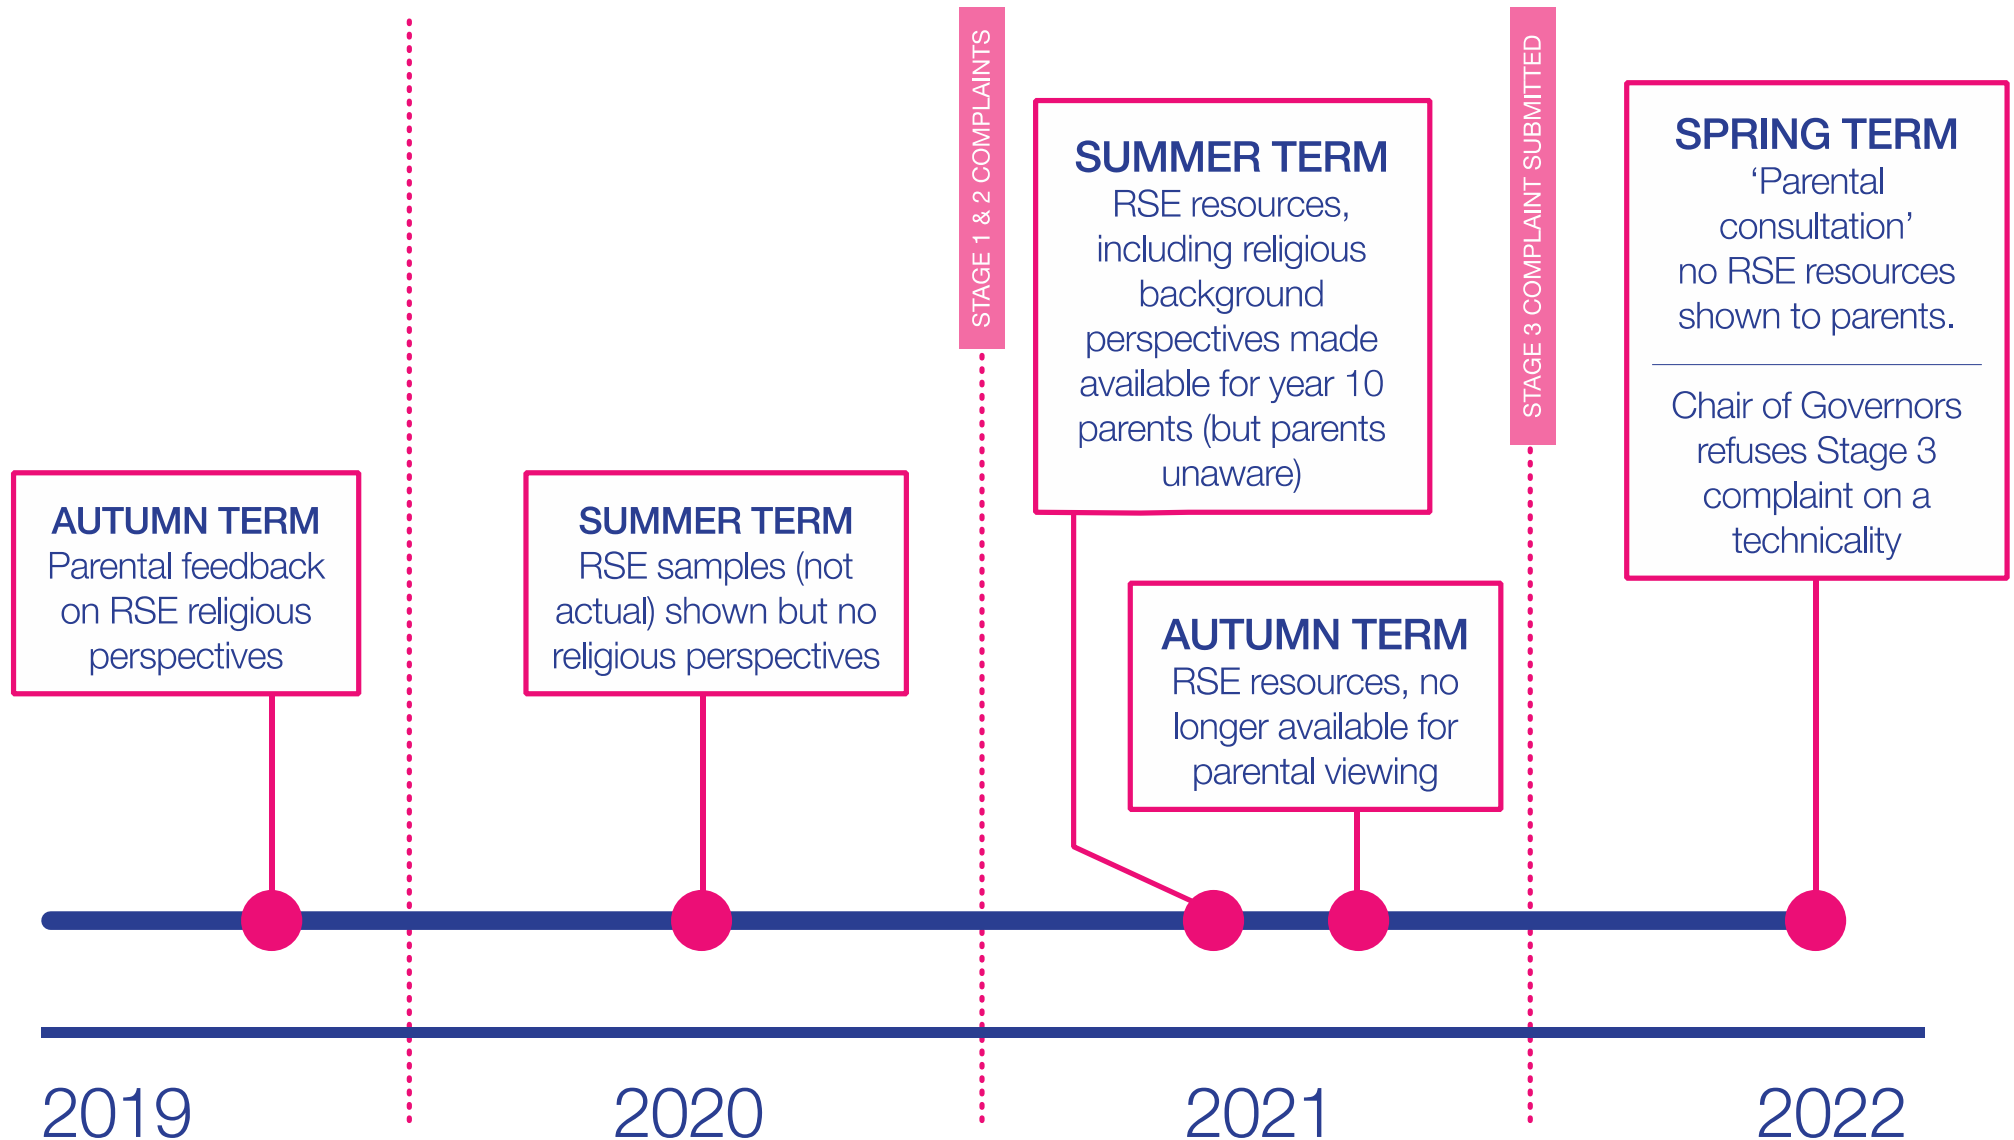 AUTUMN TERM
Parental feedback
on RSE religious
perspectives
SUMMER TERM
RSE samples (not
actual) shown but no
religious perspectives
STAGE 1 & 2 COMPLAINTS
SUMMER TERM
RSE resources,
including religious
background
perspectives made
available for year 10
parents (but parents
unaware)
AUTUMN TERM
RSE resources, no
longer available for
parental viewing
STAGE 3 COMPLAINT SUBMITTED
SPRING TERM
‘Parental
consultation’
no RSE resources
shown to parents.
Chair of Governors
refuses Stage 3
complaint on a
technicality
2019
2020
2021
2022